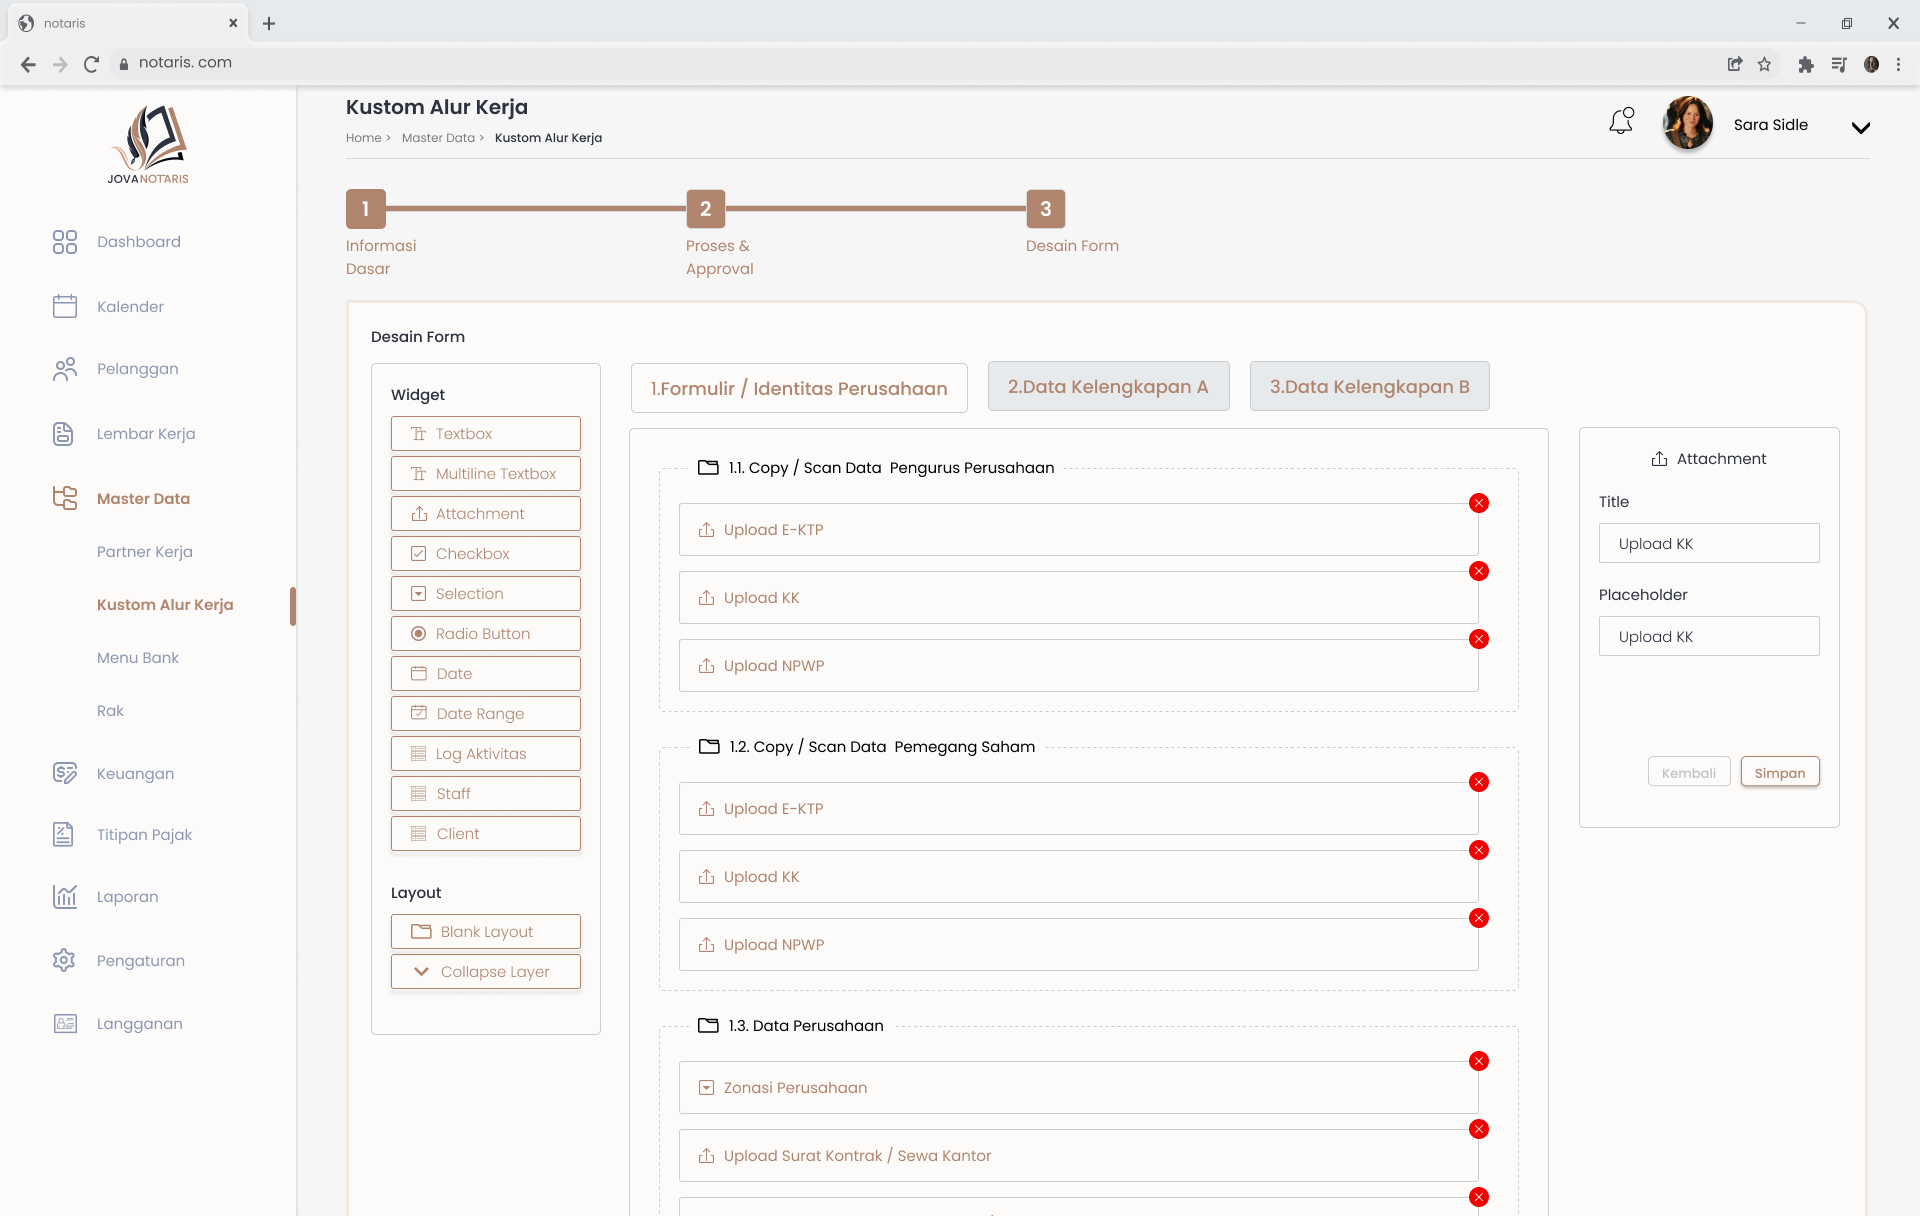 notaris
notaris. com
JOVANOTARIS
Dashboard
Kalender
Pelanggan
Lembar Kerja
Master Data
Partner Kerja
Kustom Alur Kerja
Menu Bank
Rak
Keuangan
Titipan Pajak
Laporan
Pengaturan
Langganan
Kustom Alur Kerja
Home > Master Data > Kustom Alur Kerja
Sara Sidle
1
Informasi
Dasar
2
Proses &
Approval
3
Desain Form
Desain Form
Widget
Textbox
Multiline Textbox
Attachment
Checkbox
Selection
Radio Button
Date
Date Range
Log Aktivitas
Staff
Client
Layout
Blank Layout
Collapse Layer
1.Formulir / Identitas Perusahaan
2.Data Kelengkapan A
3.Data Kelengkapan B
1.1. Copy / Scan Data Pengurus Perusahaan
Upload E-KTP
Upload KK
Upload NPWP
1.2. Copy / Scan Data Pemegang Saham
Upload E-KTP
Upload KK
Upload NPWP
1.3. Data Perusahaan
Zonasi Perusahaan
Upload Surat Kontrak / Sewa Kantor
Attachment
Title
Upload KK
Placeholder
Upload KK
Kembali
Simpan